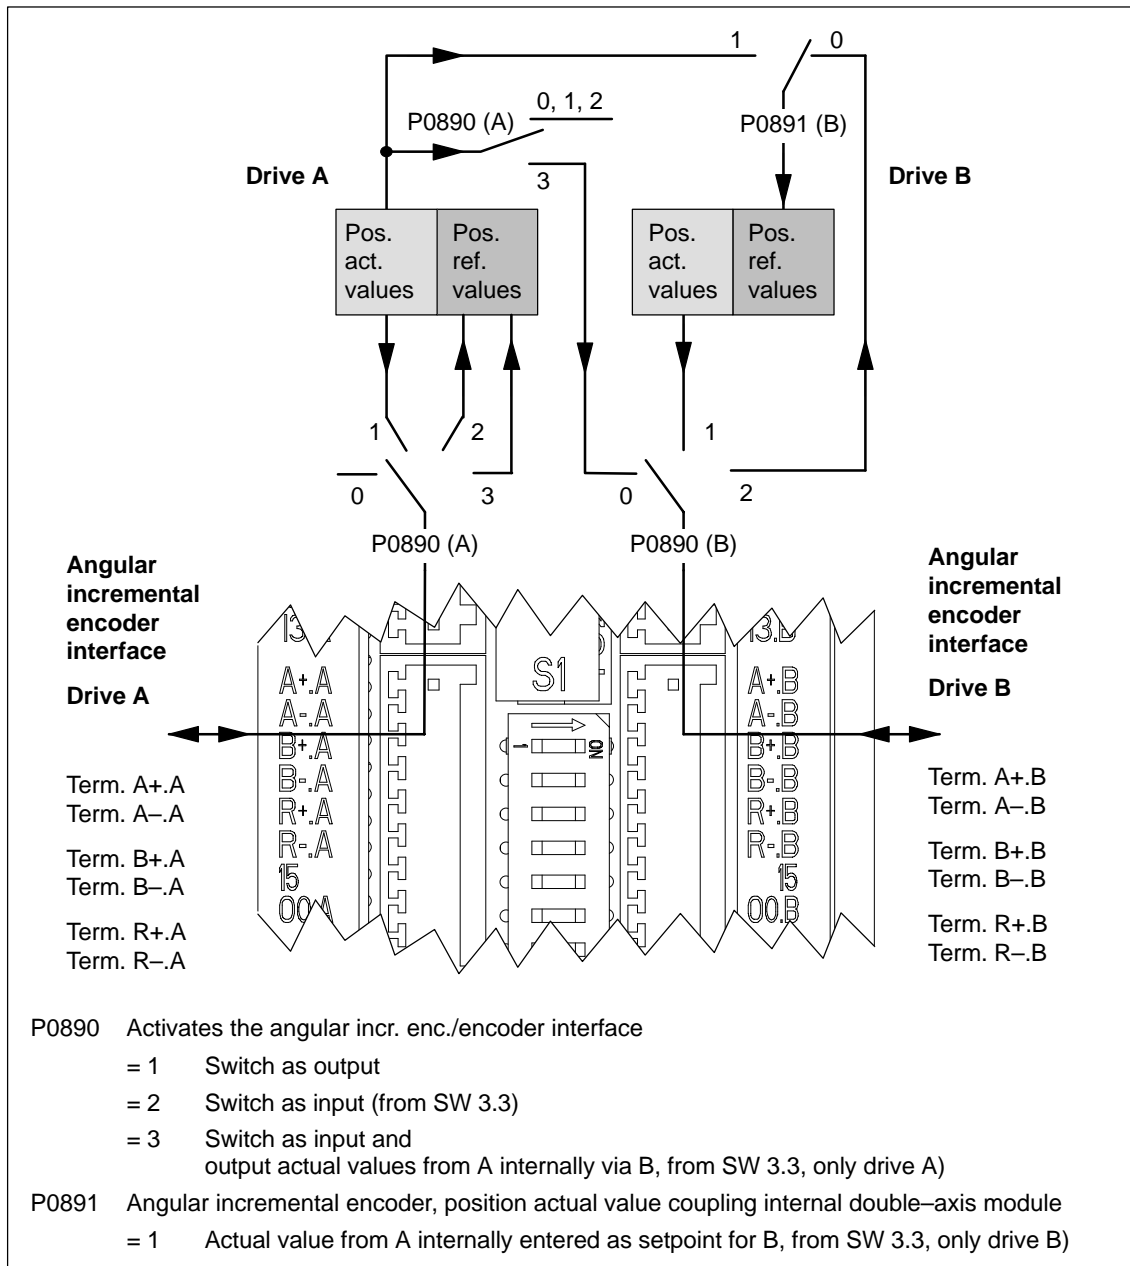 1
0
0, 1, 2
P0890 (A)
P0891 (B)
Drive A
3
Drive B
Pos.
act.
values
Pos.
ref.
values
Pos.
act.
values
Pos.
ref.
values
1
2
0
3
1
0
2
P0890 (A)
P0890 (B)
Angular
incremental
encoder
interface
Drive A
Angular
incremental
encoder
interface
Drive B
S1
A+.A
A-.A
B+.A
B-.A
R+.A
R-.A
15
00.A
1
ON
13.B
A+.B
A-.B
B+.B
B-.B
R+.B
R-.B
15
00.B
Term. A+.A
Term. A–.A
Term. B+.A
Term. B–.A
Term. R+.A
Term. R–.A
Term. A+.B
Term. A–.B
Term. B+.B
Term. B–.B
Term. R+.B
Term. R–.B
P0890 Activates the angular incr. enc./encoder interface
= 1 Switch as output
= 2 Switch as input (from SW 3.3)
= 3 Switch as input and
output actual values from A internally via B, from SW 3.3, only drive A)
P0891 Angular incremental encoder, position actual value coupling internal double–axis module
= 1 Actual value from A internally entered as setpoint for B, from SW 3.3, only drive B)